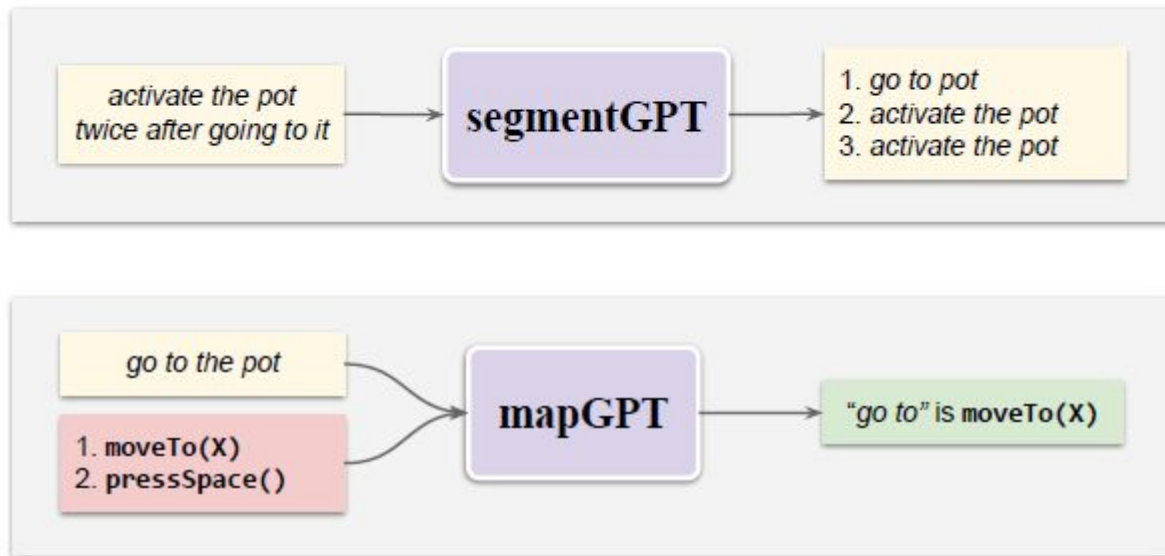 activate the pot
twice after going to it
segmentGPT
1. go to pot
2. activate the pot
3. activate the pot
go to the pot
1. moveTo(X)
2. pressSpace()
mapGPT
“go to” is moveTo(X)